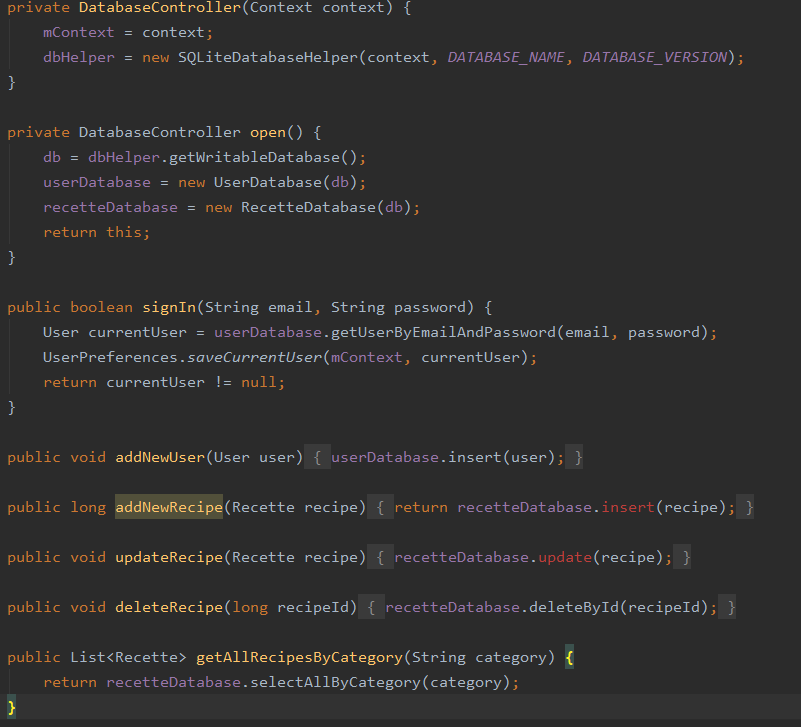 private DatabaseController(Context context) {
mContext = context;
dbHelper = new SQLiteDatabaseHelper(context, DATABASE_NAME, DATABASE_VERSION);
}
private DatabaseController open() {
db = dbHelper.getWritableDatabase();
userDatabase = new UserDatabase(db);
recetteDatabase = new RecetteDatabase(db);
return this;
}
public boolean signIn(String email, String password) {
User currentUser = userDatabase.getUserByEmailAndPassword(email, password);
UserPreferences.saveCurrentUser(mContext, currentUser);
return currentUser != null;
}
public void addNewUser(User user) { userDatabase.insert(user); }
public long addNewRecipe(Recette recipe) { return recetteDatabase.insert(recipe); }
public void updateRecipe(Recette recipe) { recetteDatabase.update(recipe); }
public void deleteRecipe(long recipeId) { recetteDatabase.deleteById(recipeId); }
public List<Recette> getAllRecipesByCategory(String category) {
return recetteDatabase.selectAllByCategory(category);
}